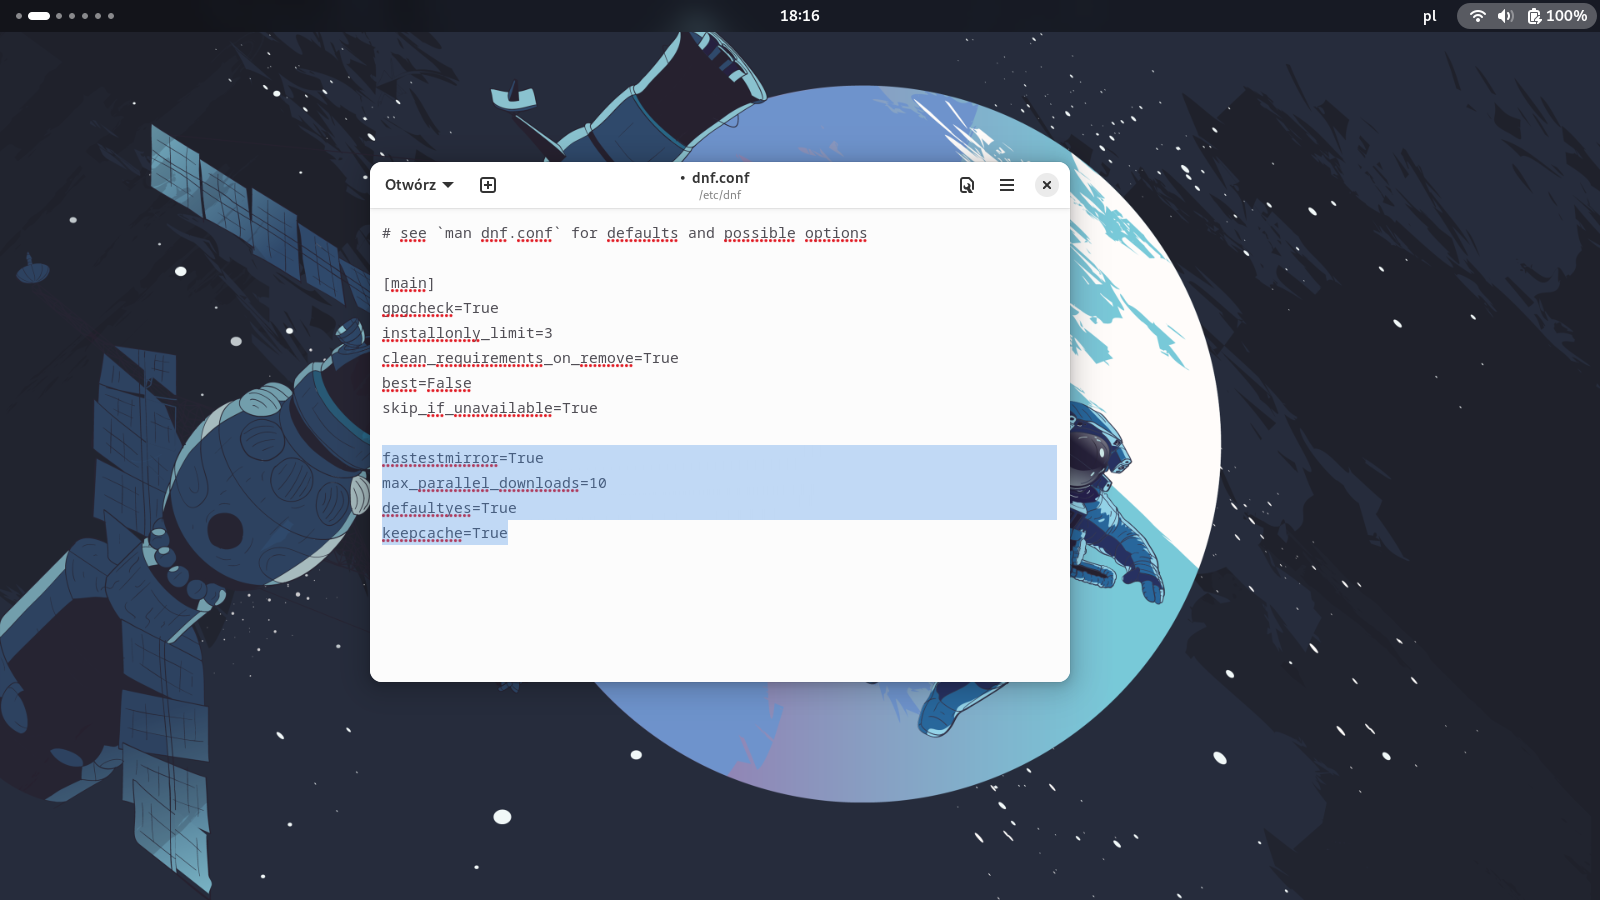 18:16
pl
100%
Otwórz
• dnf.conf
/etc/dnf
# see `man dnf.conf` for defaults and possible options
[main]
gpgcheck=True
installonly_limit=3
clean_requirements_on_remove=True
best=False
skip_if_unavailable=True
fastestmirror=True
max_parallel_downloads=10
defaultyes=True
keepcache=True